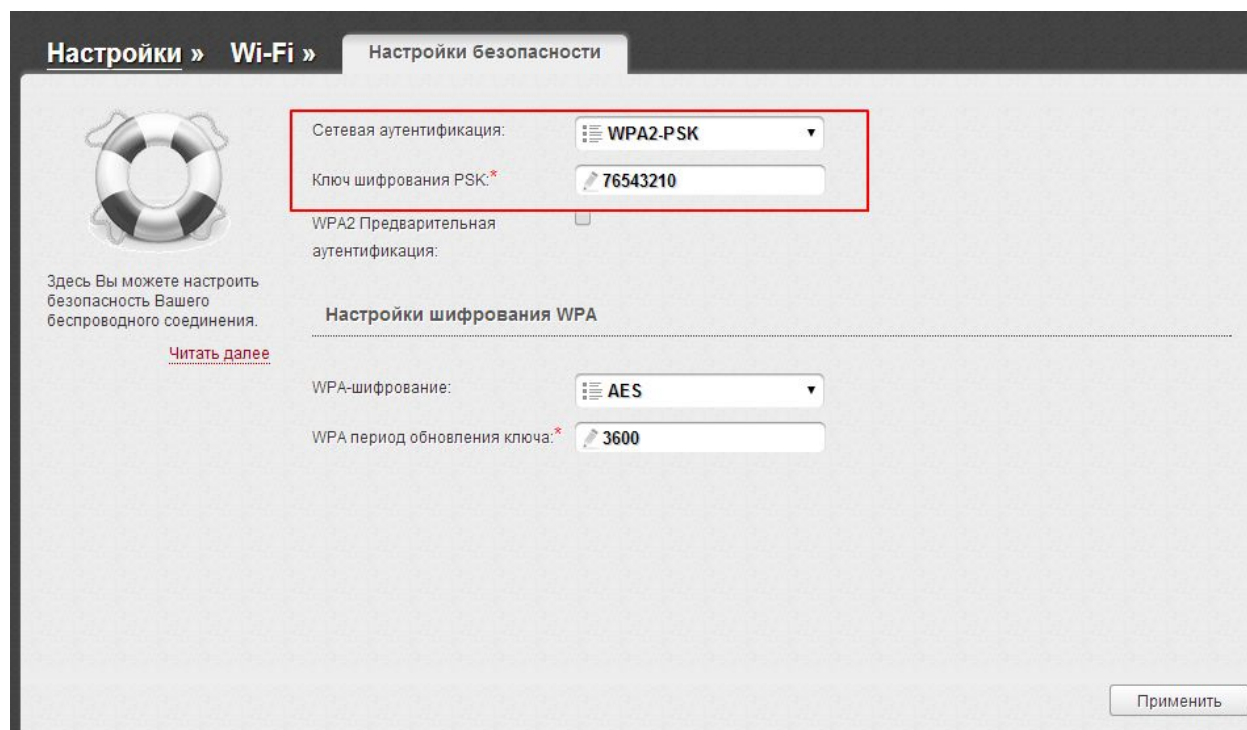 Настройки » Wi-Fi » Настройки безопасности
Сетевая аутентификация: WPA2-PSK
Ключ шифрования PSK:* 76543210
WPA2 Предварительная
аутентификация:
Здесь Вы можете настроить
безопасность Вашего
беспроводного соединения.
Читать далее
Настройки шифрования WPA
WPA-шифрование: AES
WPA период обновления ключа:* 3600
Применить